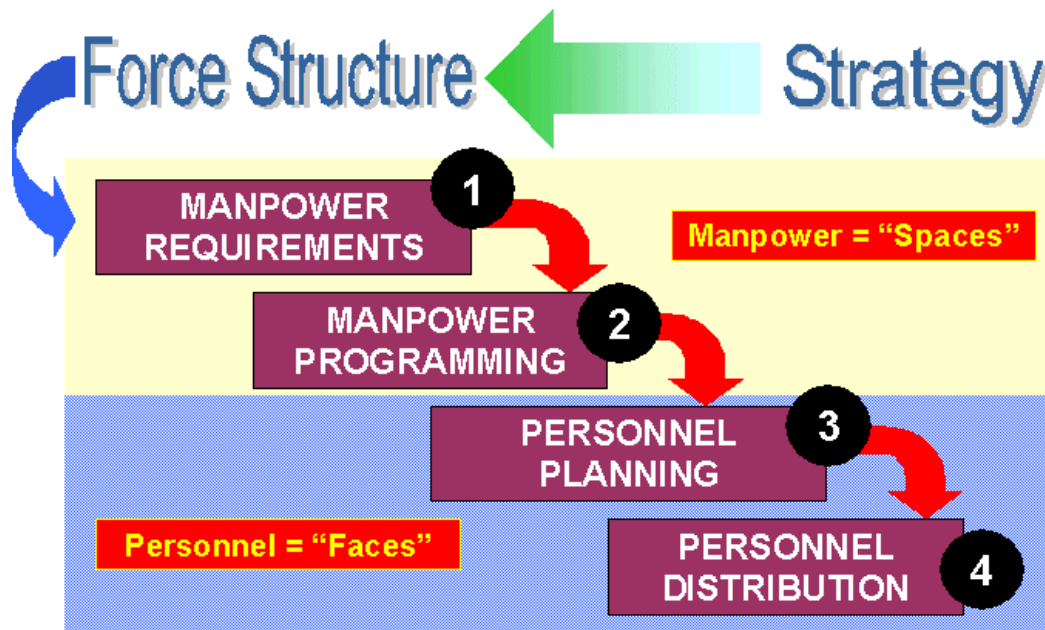 Force Structure
Strategy
1
MANPOWER
REQUIREMENTS
Manpower = “Spaces”
2
MANPOWER
PROGRAMMING
3
PERSONNEL
PLANNING
Personnel = “Faces”
PERSONNEL
DISTRIBUTION
4